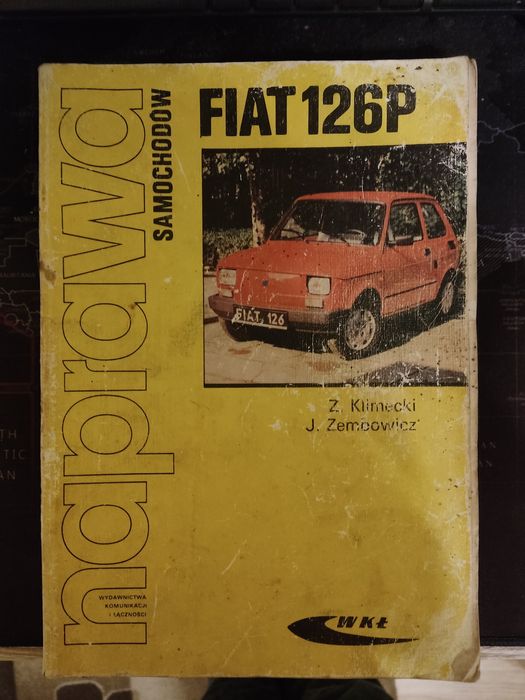 naprawa
SAMOCHODÓW
FIAT 126P
FIAT 126
Z. Klimecki
J. Zembowicz
WYDAWNICTWA
KOMUNIKACJI
I ŁĄCZNOŚCI
WKŁ